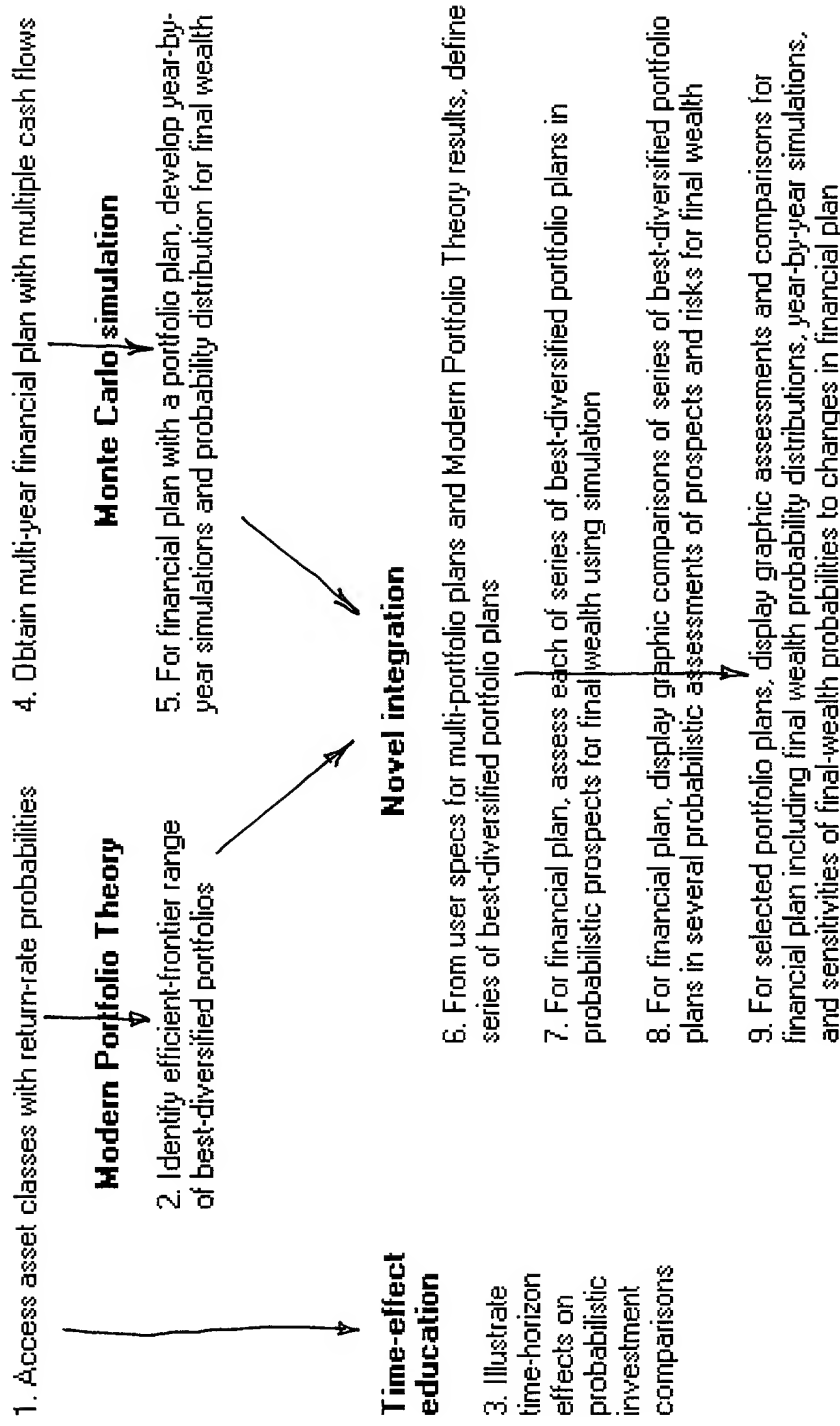 1. Access asset classes with return-rate probabilities
Modern Portfolio Theory
2. Identify efficient-frontier range
of best-diversified portfolios
Time-effect
education
3. Illustrate
time-horizon
effects on
probabilistic
investment
comparisons
4. Obtain multi-year financial plan with multiple cash flows
Monte Carlo simulation
5. For financial plan with a portfolio plan, develop year-by-
year simulations and probability distribution for final wealth
Novel integration
6. From user specs for multi-portfolio plans and Modern Portfolio Theory results, define
series of best-diversified portfolio plans
7. For financial plan, assess each of series of best-diversified portfolio plans in
probabilistic prospects for final wealth using simulation
8. For financial plan, display graphic comparisons of series of best-diversified portfolio
plans in several probabilistic assessments of prospects and risks for final wealth
9. For selected portfolio plans, display graphic assessments and comparisons for
financial plan including final wealth probability distributions, year-by-year simulations,
and sensitivities of final-wealth probabilities to changes in financial plan